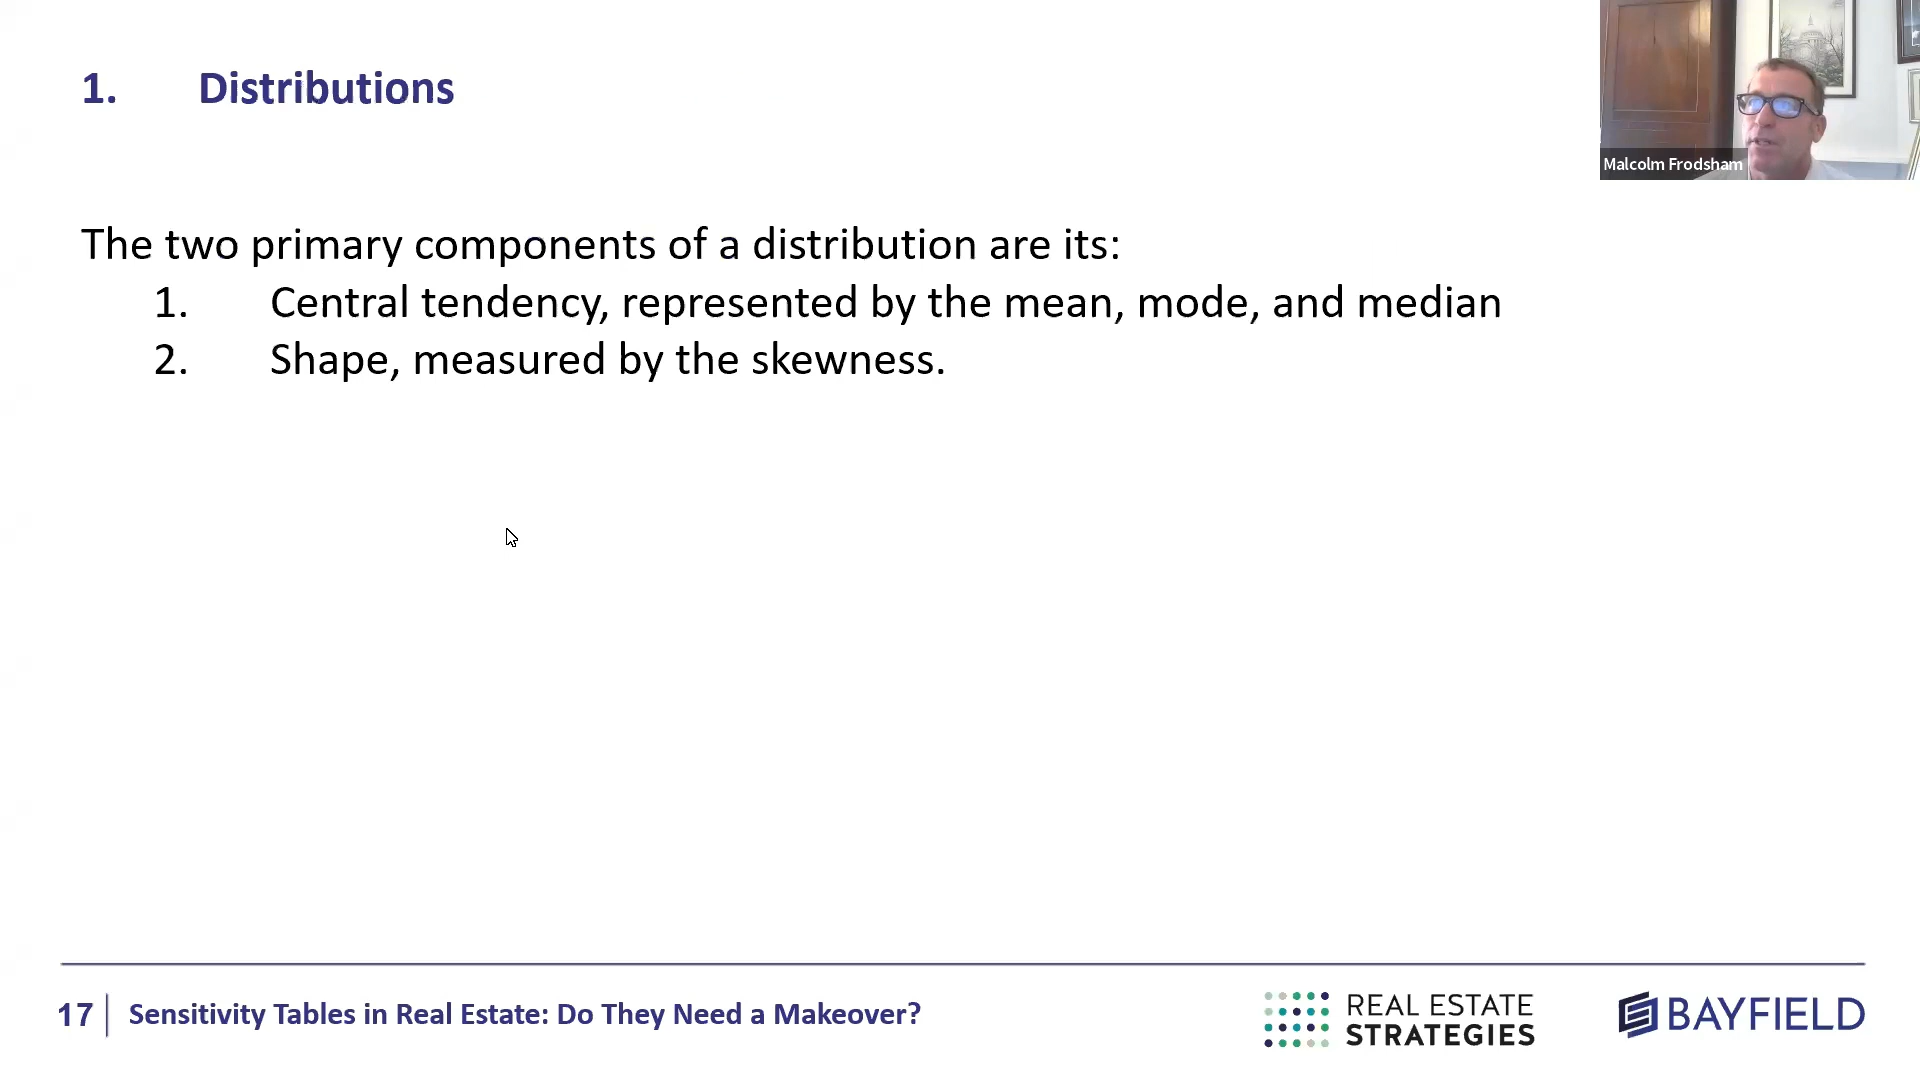 1. Distributions
Malcolm Frodsham
The two primary components of a distribution are its:
1. Central tendency, represented by the mean, mode, and median
2. Shape, measured by the skewness.
17 Sensitivity Tables in Real Estate: Do They Need a Makeover?
REAL ESTATE
STRATEGIES
BAYFIELD